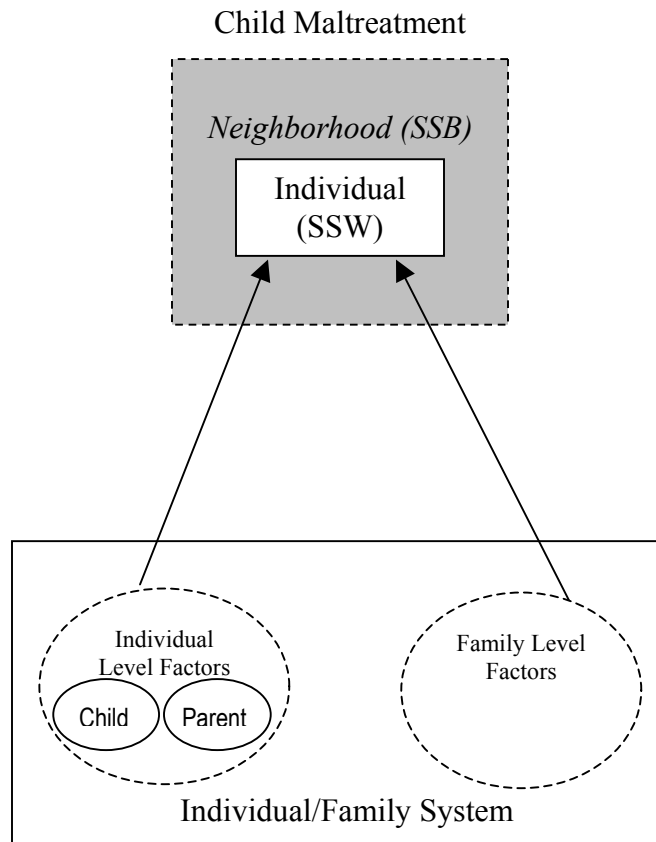 Child Maltreatment
Neighborhood (SSB)
Individual
(SSW)
Individual
Level Factors
Child
Parent
Family Level
Factors
Individual/Family System